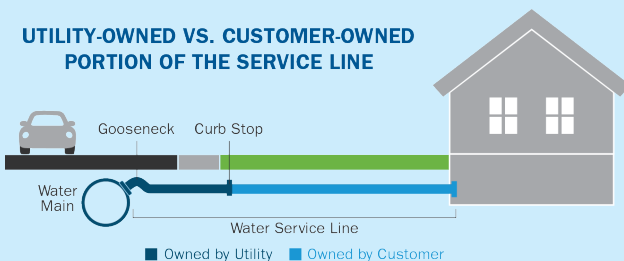 UTILITY-OWNED VS. CUSTOMER-OWNED
PORTION OF THE SERVICE LINE
Gooseneck
Curb Stop
Water
Main
Water Service Line
Owned by Utility
Owned by Customer